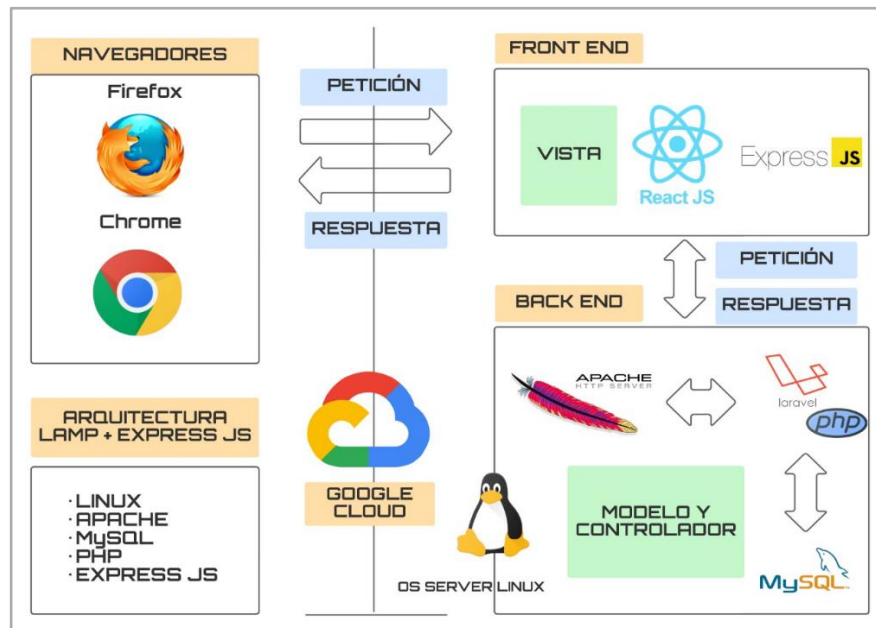 NAVEGADORES
Firefox
Chrome
PETICIÓN
RESPUESTA
FRONT END
VISTA
React JS
Express JS
PETICIÓN
RESPUESTA
BACK END
APACHE
HTTP SERVER
laravel
php
MODELO Y
CONTROLADOR
MySQL
OS SERVER LINUX
GOOGLE
CLOUD
ARQUITECTURA
LAMP + EXPRESS JS
· LINUX
· APACHE
· MySQL
· PHP
· EXPRESS JS